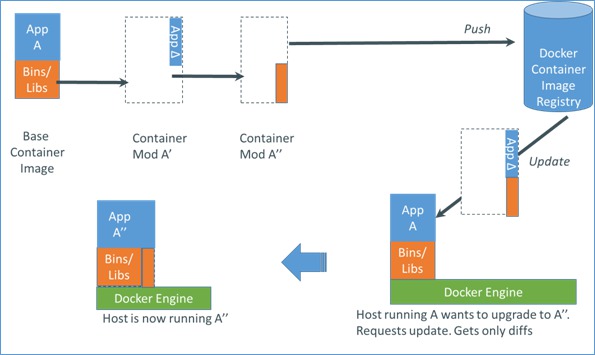 App
A
Bins/
Libs
Base
Container
Image
App Δ
Container
Mod A'
Container
Mod A''
Push
Docker
Container
Image
Registry
App Δ
Update
App
A
Bins/
Libs
Docker Engine
Host running A wants to upgrade to A''.
Requests update. Gets only diffs
App
A''
Bins/
Libs
Docker Engine
Host is now running A''